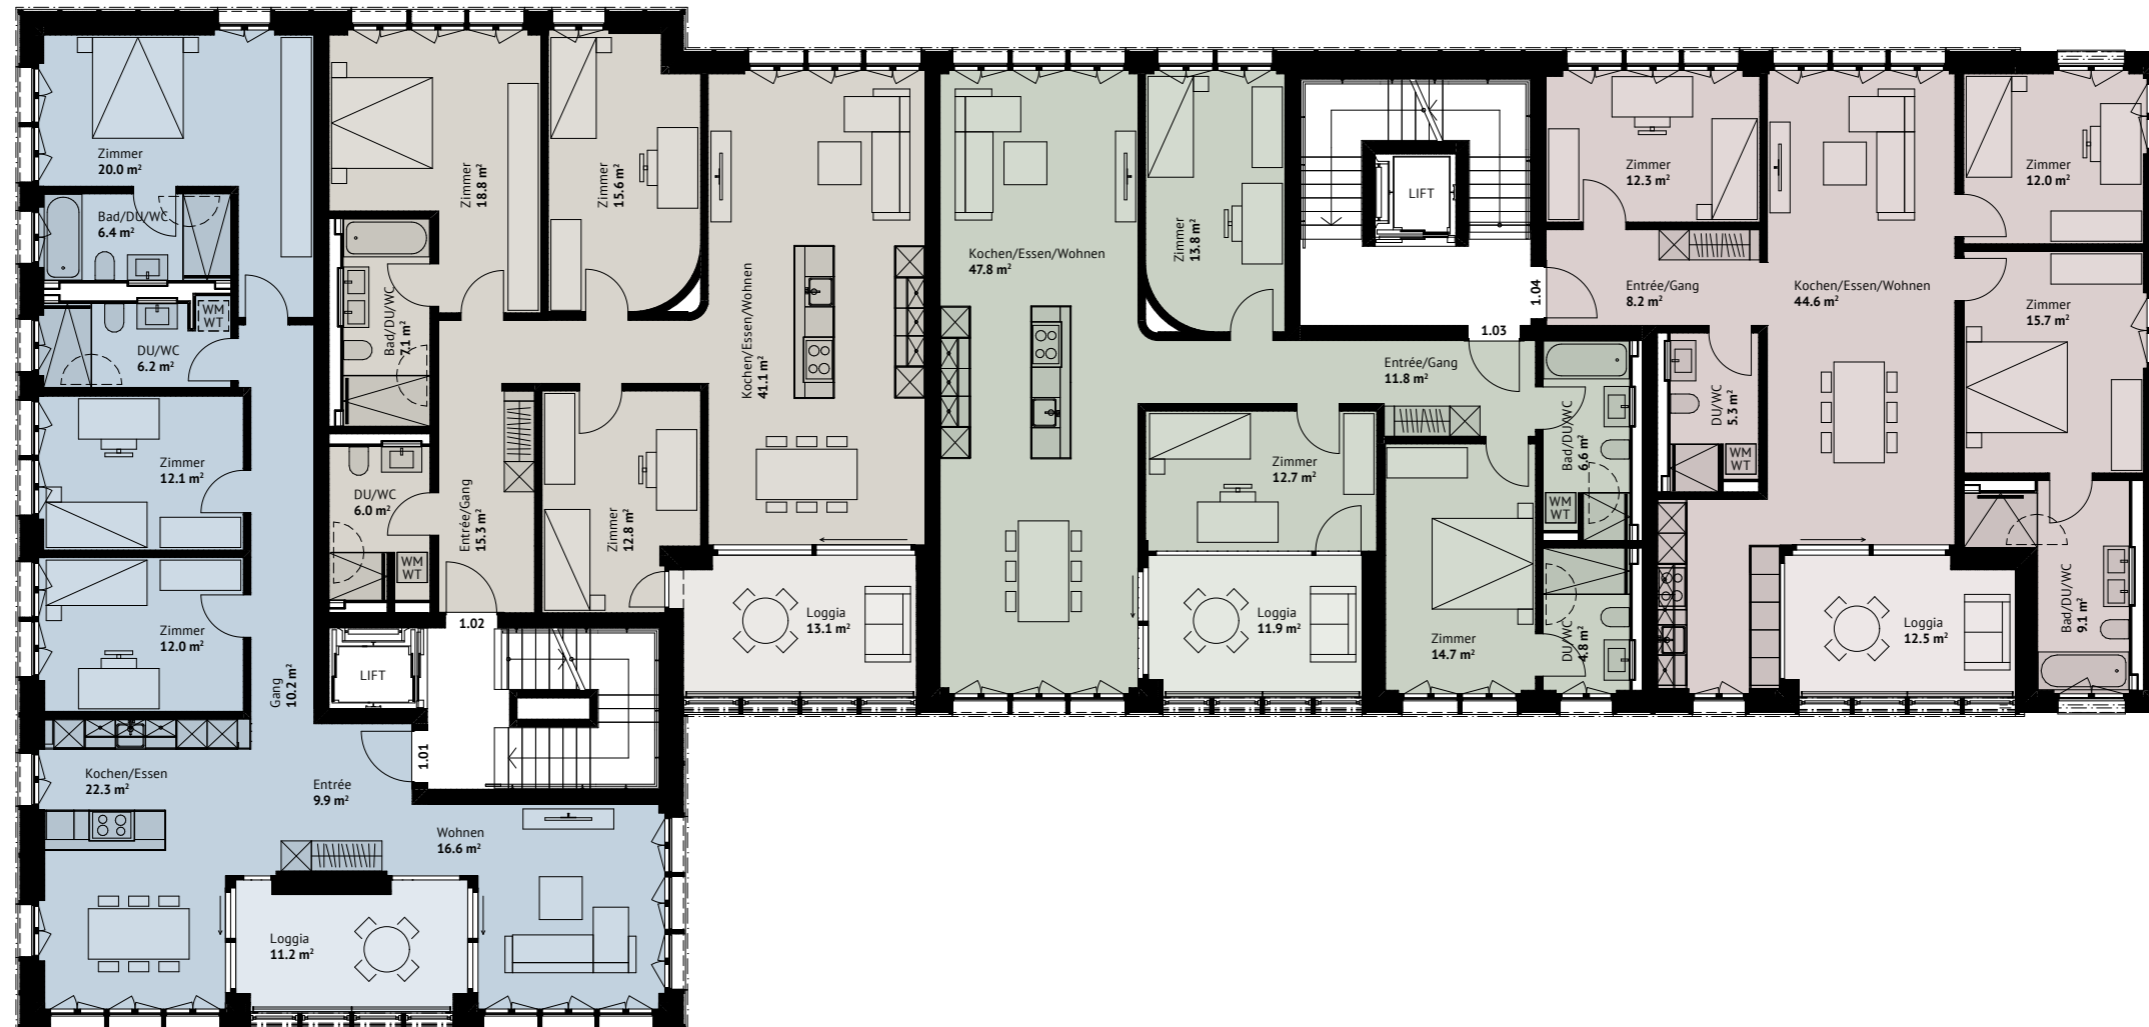 Zimmer
20.0 m²
Bad/DU/WC
6.4 m²
WM
WT
DU/WC
6.2 m²
Zimmer
12.1 m²
Zimmer
12.0 m²
Gang
10.2 m²
Kochen/Essen
22.3 m²
Entrée
9.9 m²
Wohnen
16.6 m²
Loggia
11.2 m²
1.01
LIFT
1.02
Zimmer
18.8 m²
Zimmer
15.6 m²
Bad/DU/WC
7.1 m²
Kochen/Essen/Wohnen
41.1 m²
DU/WC
6.0 m²
WM
WT
Entrée/Gang
15.3 m²
Zimmer
12.8 m²
Loggia
13.1 m²
Kochen/Essen/Wohnen
47.8 m²
Zimmer
13.8 m²
LIFT
1.03
1.04
Entrée/Gang
11.8 m²
Zimmer
12.7 m²
Bad/DU/WC
6.6 m²
WM
WT
Loggia
11.9 m²
Zimmer
14.7 m²
DU/WC
4.8 m²
Zimmer
12.3 m²
Entrée/Gang
8.2 m²
Kochen/Essen/Wohnen
44.6 m²
Zimmer
12.0 m²
Zimmer
15.7 m²
DU/WC
5.3 m²
WM
WT
Loggia
12.5 m²
Bad/DU/WC
9.1 m²